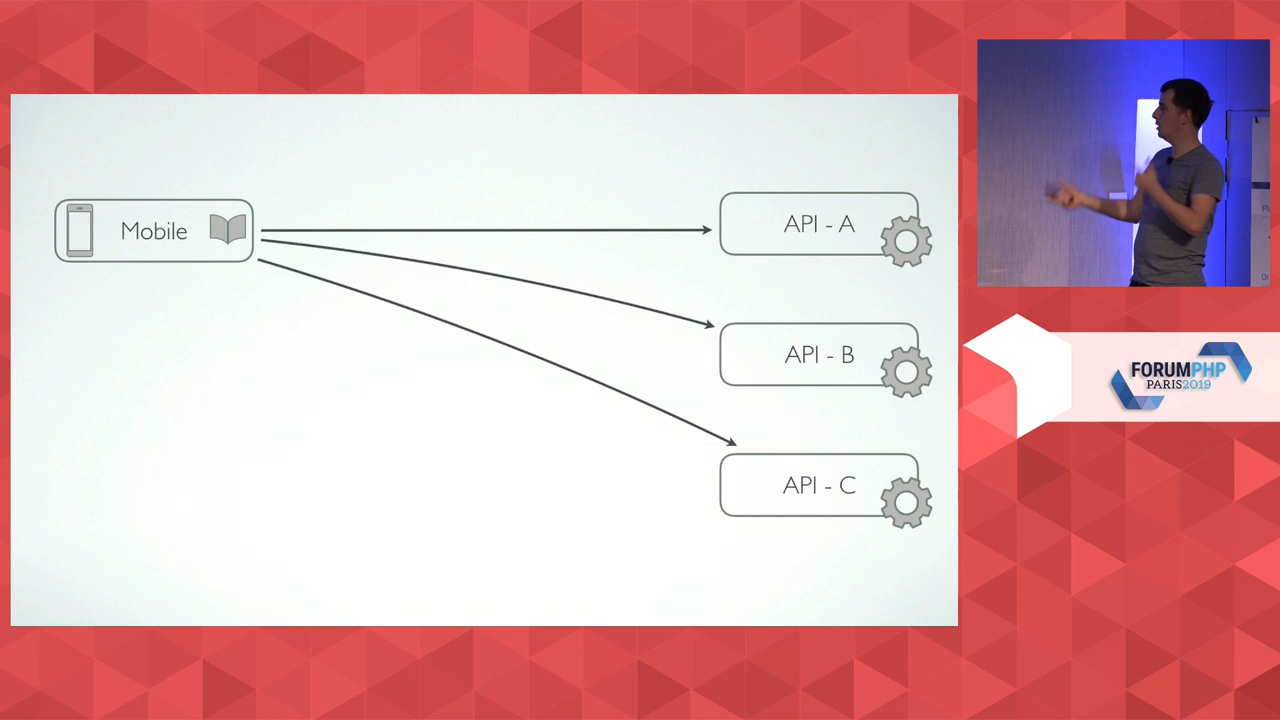 Mobile
API - A
API - B
API - C
FORUMPHP
PARIS2019